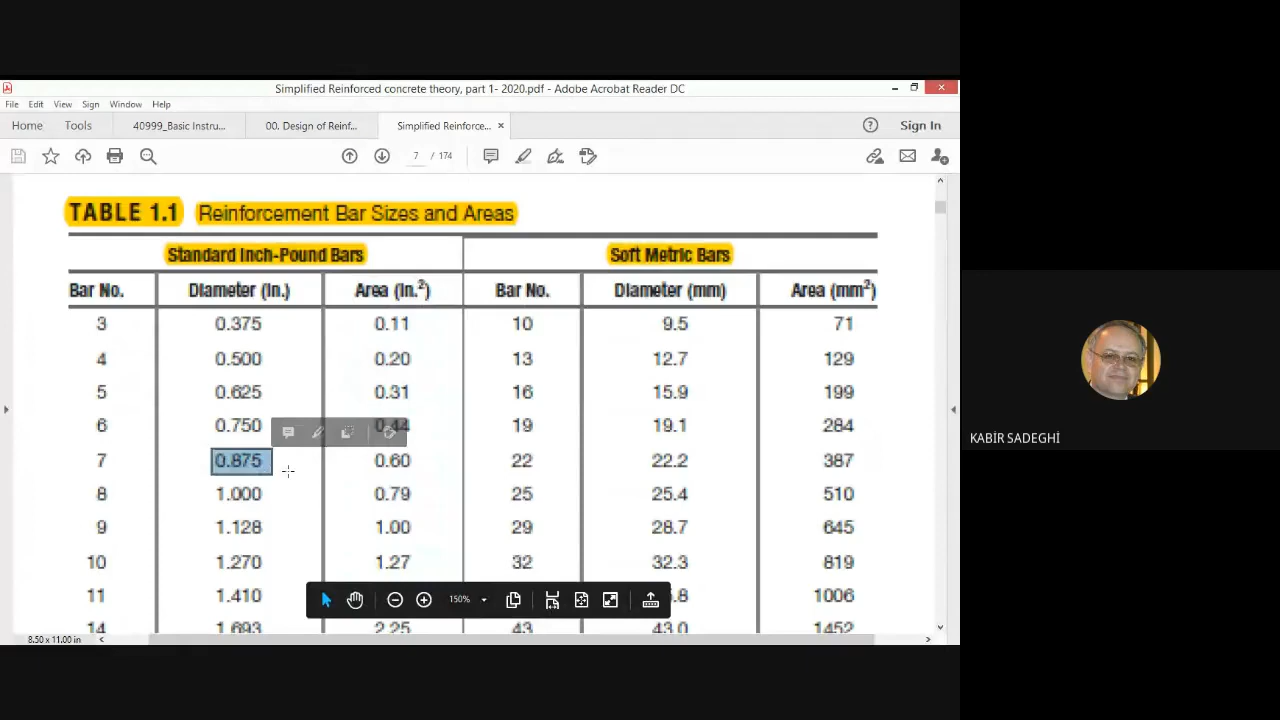 Simplified Reinforced concrete theory, part 1- 2020.pdf - Adobe Acrobat Reader DC
File Edit View Sign Window Help
Home Tools 40999_Basic Instru... 00. Design of Reinf... Simplified Reinforce... × Sign In
7 / 174
TABLE 1.1 Reinforcement Bar Sizes and Areas
Standard Inch-Pound Bars Soft Metric Bars
Bar No. Diameter (in.) Area (in.²) Bar No. Diameter (mm) Area (mm²)
3 0.375 0.11 10 9.5 71
4 0.500 0.20 13 12.7 129
5 0.625 0.31 16 15.9 199
6 0.750 0.44 19 19.1 284
7 0.875 0.60 22 22.2 387
8 1.000 0.79 25 25.4 510
9 1.128 1.00 29 28.7 645
10 1.270 1.27 32 32.3 819
11 1.410 .8 1006
14 1.693 2.25 43 43.0 1452
150%
8.50 x 11.00 in
KABİR SADEGHİ